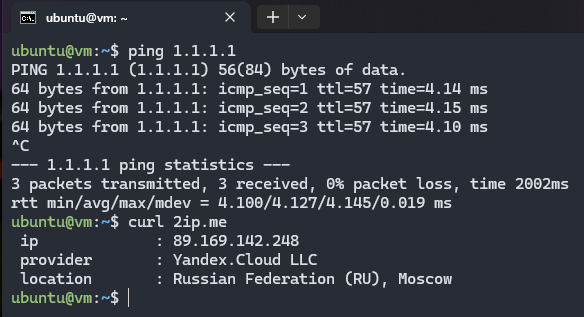 ubuntu@vm: ~
ubuntu@vm:~$ ping 1.1.1.1
PING 1.1.1.1 (1.1.1.1) 56(84) bytes of data.
64 bytes from 1.1.1.1: icmp_seq=1 ttl=57 time=4.14 ms
64 bytes from 1.1.1.1: icmp_seq=2 ttl=57 time=4.15 ms
64 bytes from 1.1.1.1: icmp_seq=3 ttl=57 time=4.10 ms
^C
--- 1.1.1.1 ping statistics ---
3 packets transmitted, 3 received, 0% packet loss, time 2002ms
rtt min/avg/max/mdev = 4.100/4.127/4.145/0.019 ms
ubuntu@vm:~$ curl 2ip.me
 ip              : 89.169.142.248
 provider        : Yandex.Cloud LLC
 location        : Russian Federation (RU), Moscow
ubuntu@vm:~$